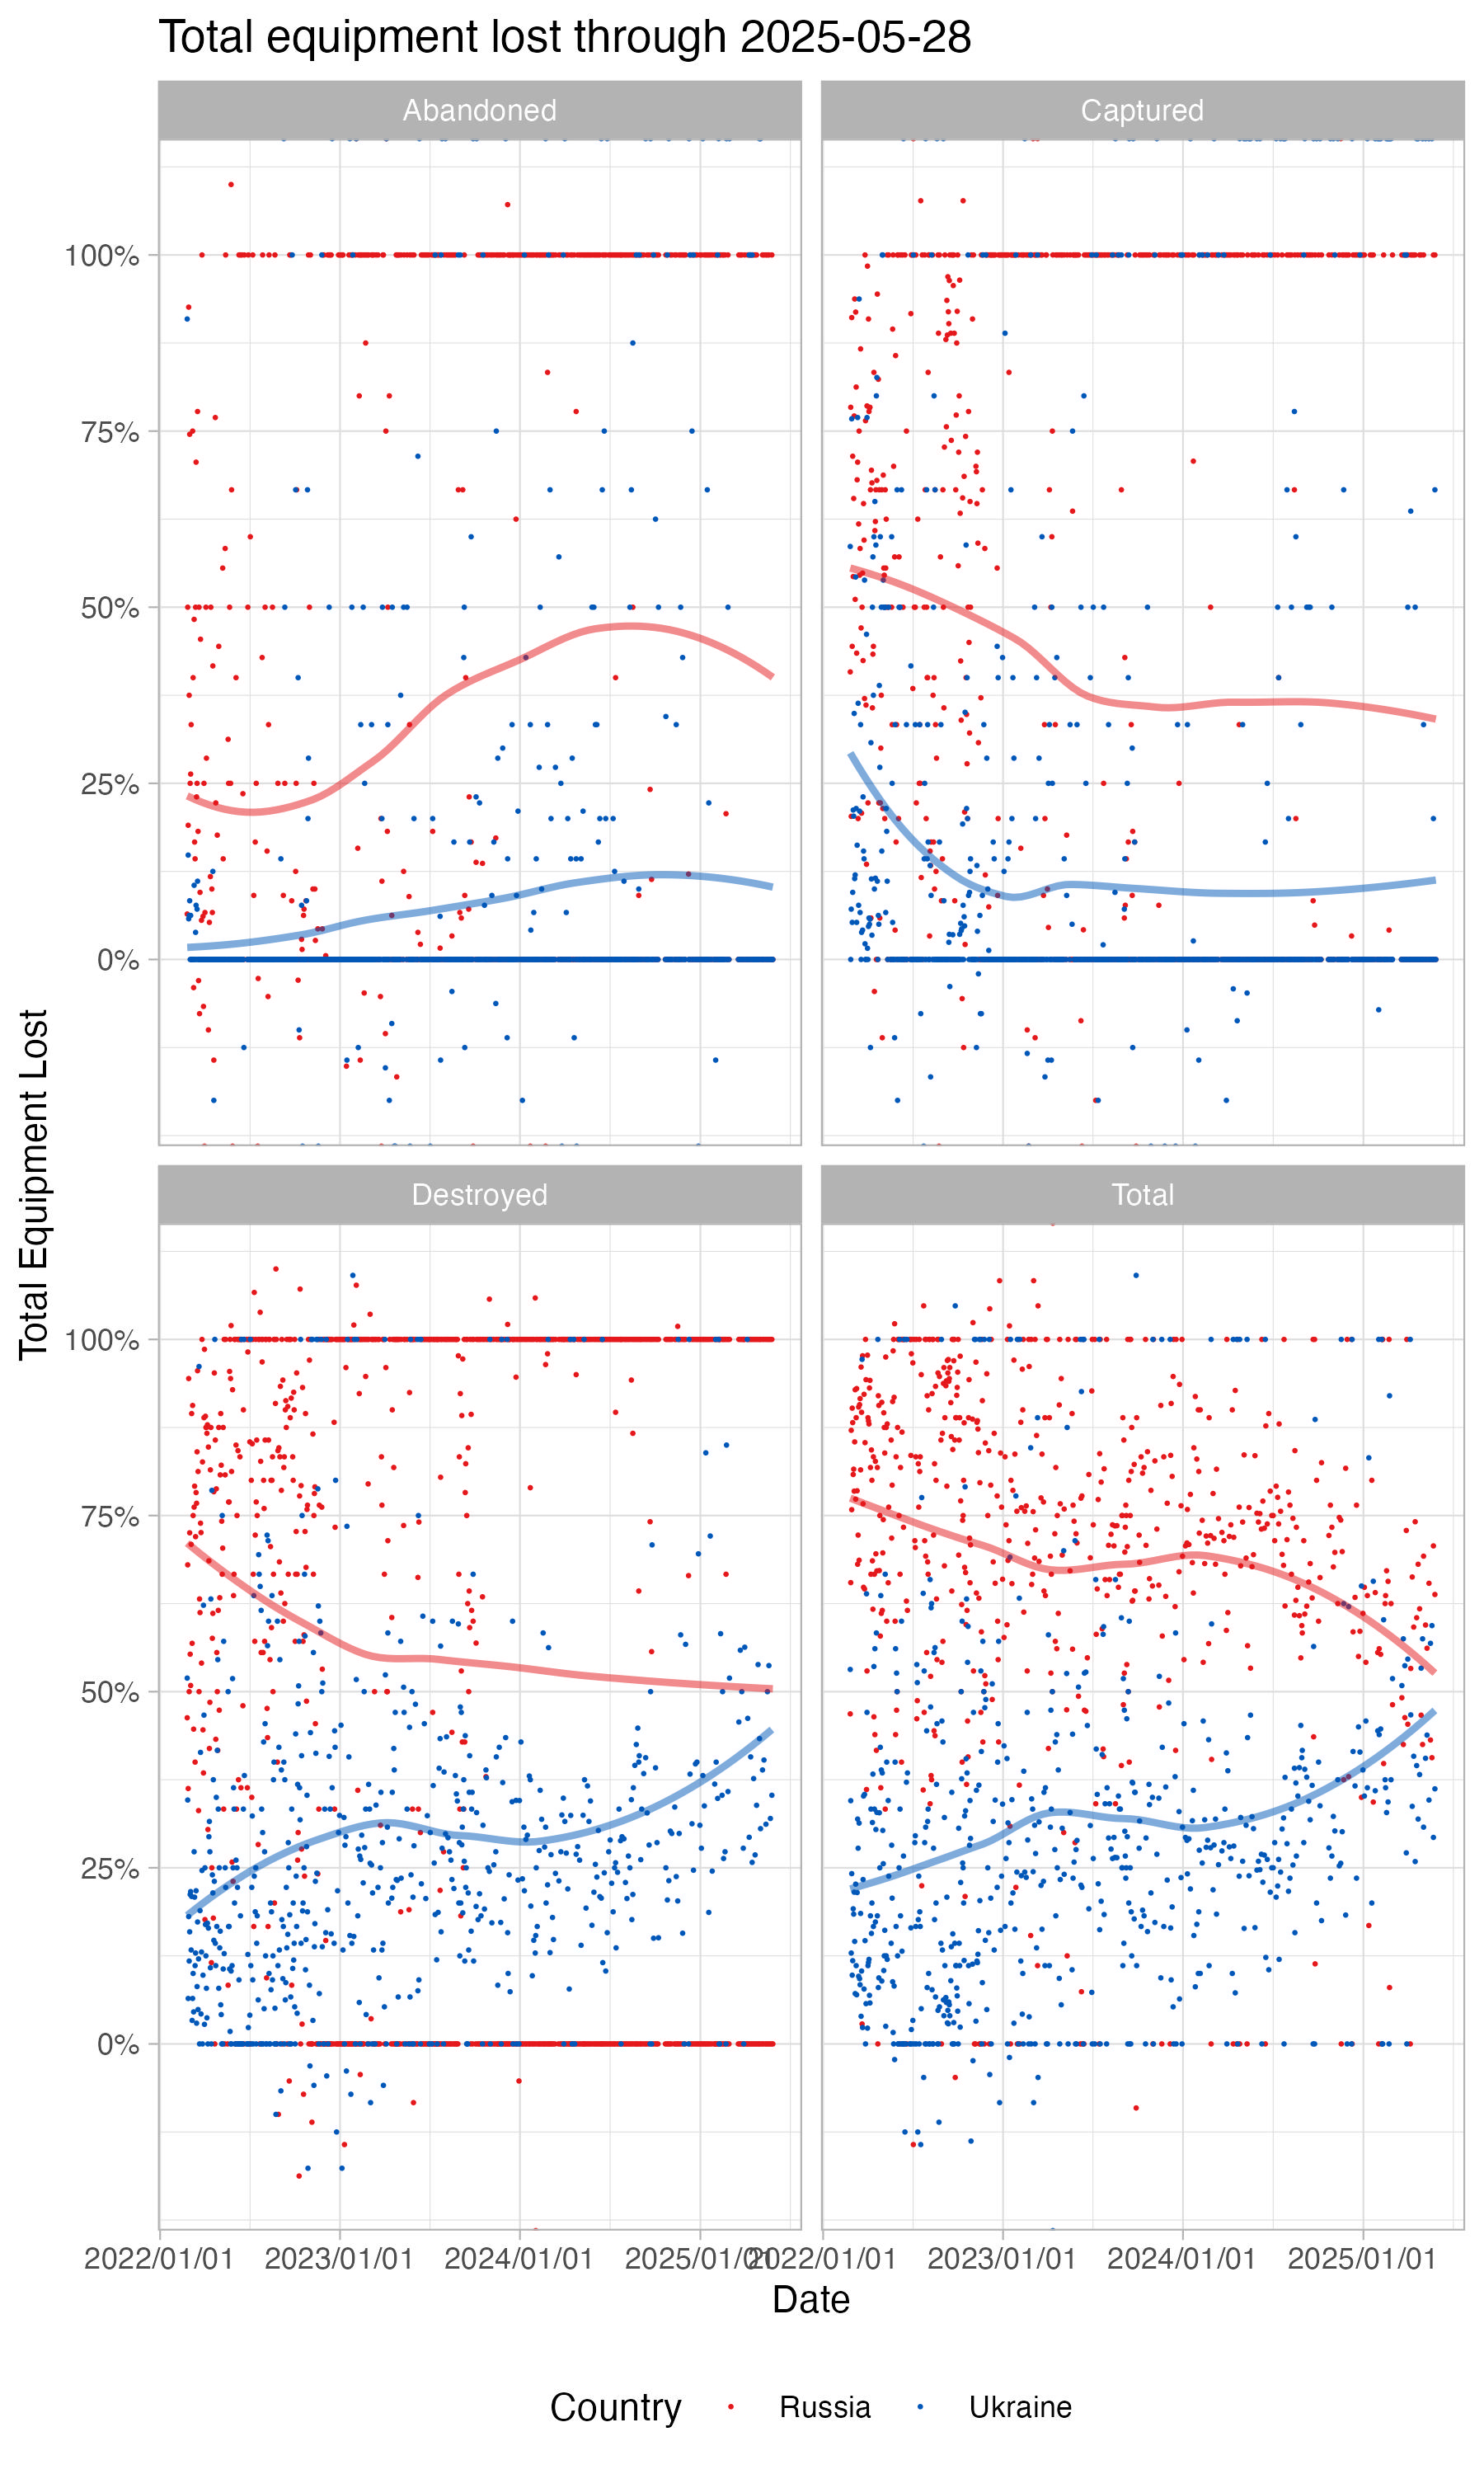 Total equipment lost through 2025-05-28
Abandoned
Captured
100%
75%
50%
25%
0%
Total Equipment Lost
Destroyed
Total
100%
75%
50%
25%
0%
2022/01/01 2023/01/01 2024/01/01 2025/01/01 2022/01/01 2023/01/01 2024/01/01 2025/01/01
Date
Country Russia Ukraine